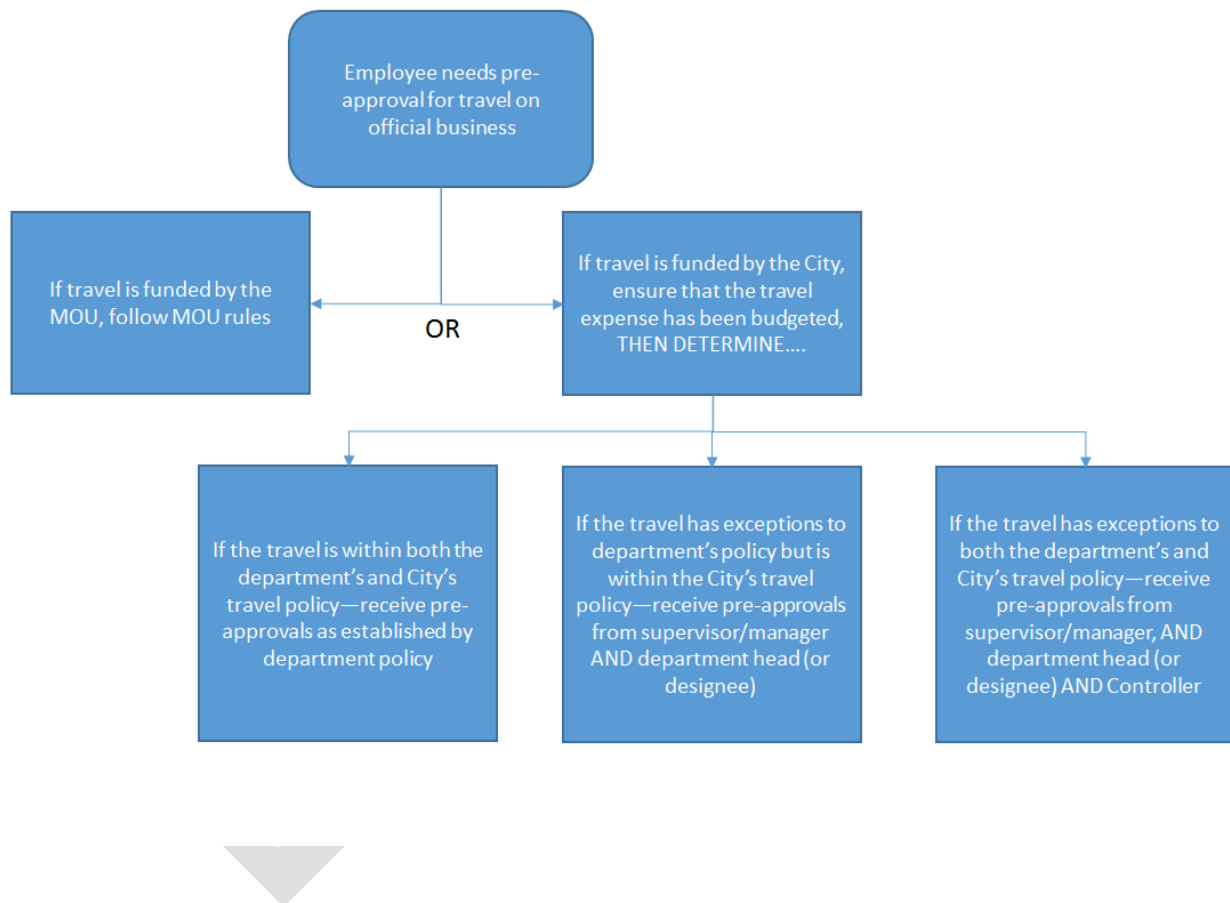 Employee needs pre-
approval for travel on
official business
If travel is funded by the
MOU, follow MOU rules
OR
If travel is funded by the City,
ensure that the travel
expense has been budgeted,
THEN DETERMINE....
If the travel is within both the
department’s and City’s
travel policy—receive pre-
approvals as established by
department policy
If the travel has exceptions to
department’s policy but is
within the City’s travel
policy—receive pre-approvals
from supervisor/manager
AND department head (or
designee)
If the travel has exceptions to
both the department’s and
City’s travel policy—receive
pre-approvals from
supervisor/manager, AND
department head (or
designee) AND Controller